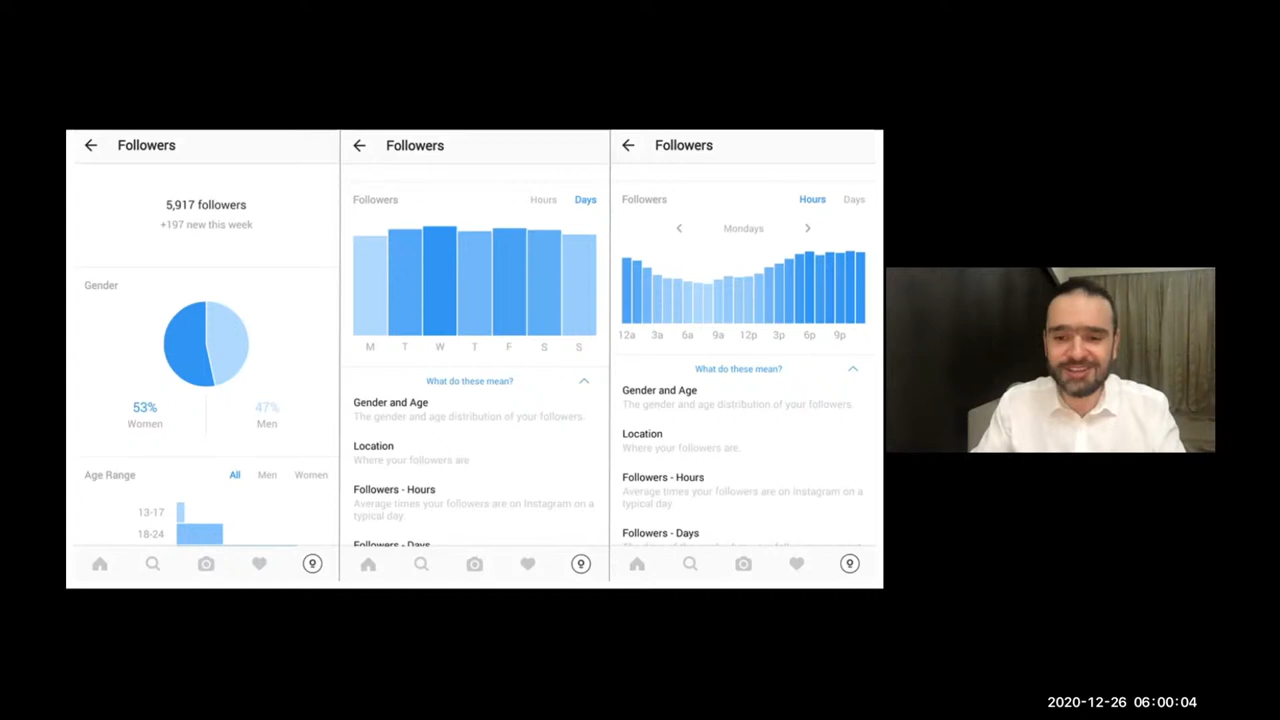 Followers
5,917 followers
+197 new this week
Gender
53%
Women
47%
Men
Age Range
All
Men
Women
13-17
18-24
Followers
Followers
Hours
Days
M T W T F S S
What do these mean?
Gender and Age
The gender and age distribution of your followers.
Location
Where your followers are
Followers - Hours
Average times your followers are on Instagram on a
typical day.
Followers - Days
Followers
Followers
Hours
Days
Mondays
12a 3a 6a 9a 12p 3p 6p 9p
What do these mean?
Gender and Age
The gender and age distribution of your followers.
Location
Where your followers are.
Followers - Hours
Average times your followers are on Instagram on a
typical day.
Followers - Days
2020-12-26 06:00:04